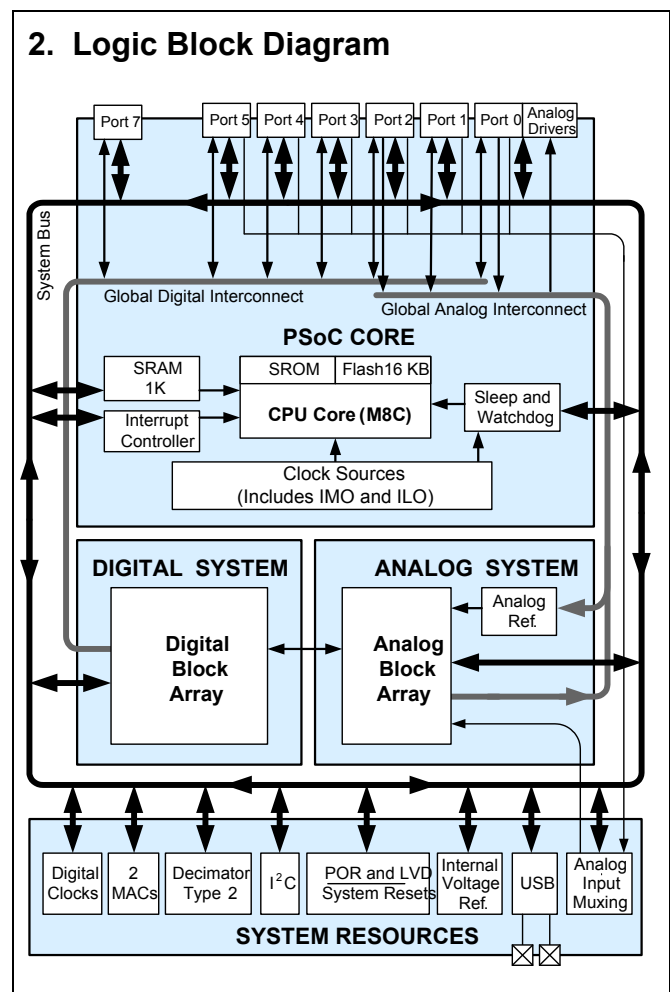 2. Logic Block Diagram
Port 7
Port 5
Port 4
Port 3
Port 2
Port 1
Port 0
Analog
Drivers
System Bus
Global Digital Interconnect
Global Analog Interconnect
PSoC CORE
SRAM
1K
SROM
Flash16 KB
CPU Core (M8C)
Sleep and
Watchdog
Interrupt
Controller
Clock Sources
(Includes IMO and ILO)
DIGITAL SYSTEM
ANALOG SYSTEM
Digital
Block
Array
Analog
Block
Array
Analog
Ref.
Digital
Clocks
2
MACs
Decimator
Type 2
I²C
POR and LVD
System Resets
Internal
Voltage
Ref.
USB
Analog
Input
Muxing
SYSTEM RESOURCES